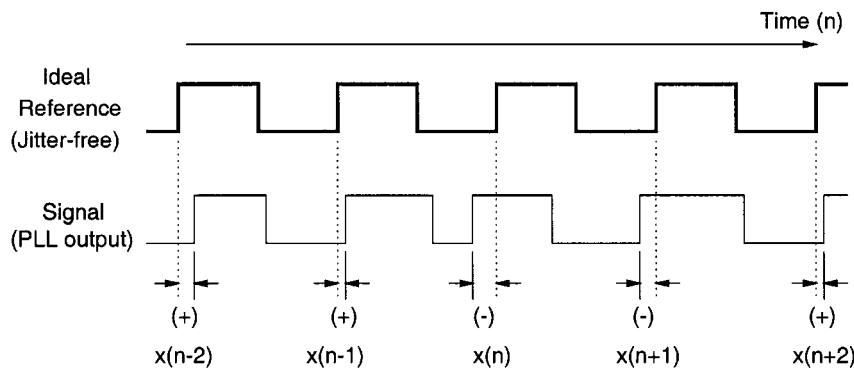 Time (n)
Ideal
Reference
(Jitter-free)
Signal
(PLL output)
(+) (+) (-) (-) (+)
x(n-2) x(n-1) x(n) x(n+1) x(n+2)